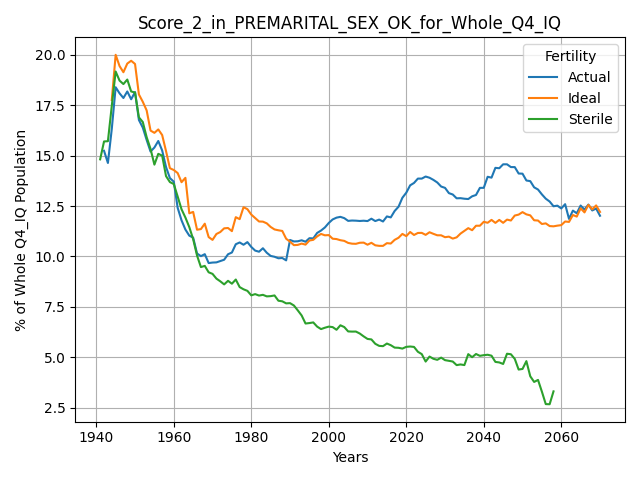 Score_2_in_PREMARITAL_SEX_OK_for_Whole_Q4_IQ
% of Whole Q4_IQ Population
20.0
17.5
15.0
12.5
10.0
7.5
5.0
2.5
Fertility
Actual
Ideal
Sterile
1940
1960
1980
2000
2020
2040
2060
Years